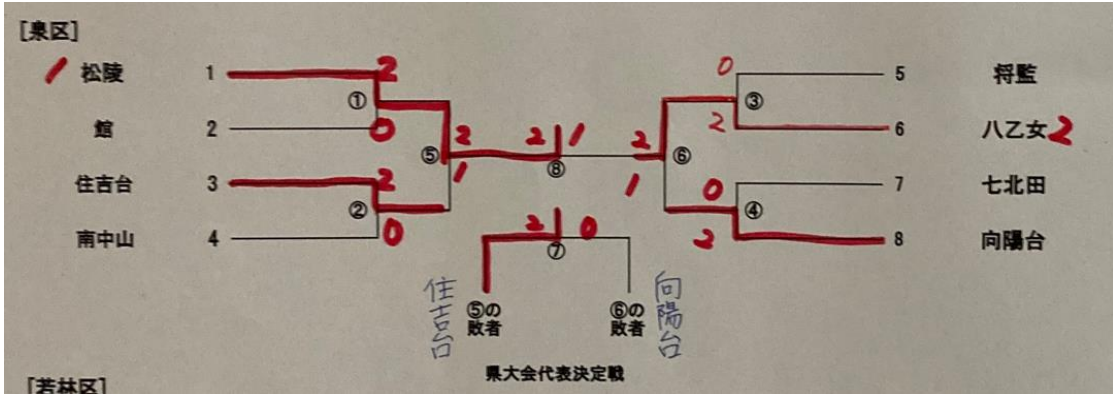 [泉区]
1 松陵 1 2 0 5 将監
① ③
館 2 0 2 6 八乙女 2
2 2 1 2
⑤ ⑧ ⑥
住吉台 3 2 1 1 0 7 七北田
② ④
南中山 4 0 2 0 2 8 向陽台
⑦
住吉台 ⑤の敗者 ⑥の敗者 向陽台
県大会代表決定戦
[若林区]